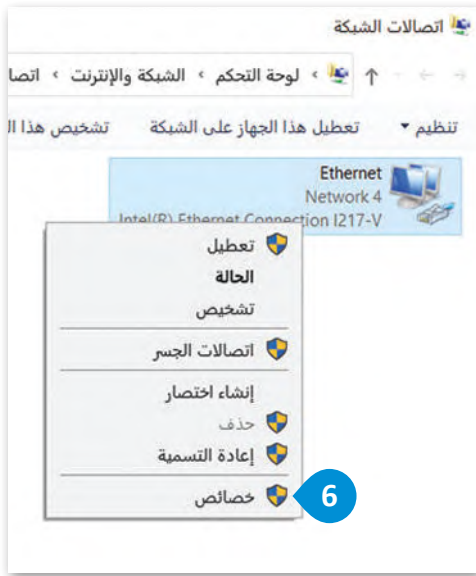 اتصالات الشبكة
لوحة التحكم › الشبكة والإنترنت › اتصا
تنظيم تعطيل هذا الجهاز على الشبكة تشخيص هذا ال
Ethernet
Network 4
Intel(R) Ethernet Connection I217-V
تعطيل
الحالة
تشخيص
اتصالات الجسر
إنشاء اختصار
حذف
إعادة التسمية
خصائص 6